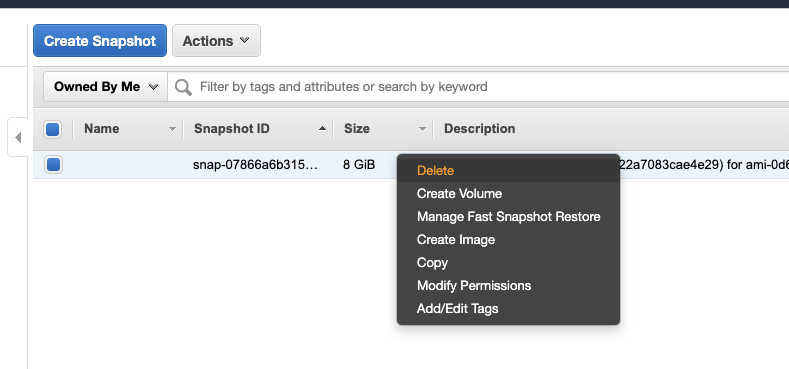 Create Snapshot Actions
Owned By Me Filter by tags and attributes or search by keyword
Name Snapshot ID Size Description
snap-07866a6b315... 8 GiB 22a7083cae4e29) for ami-0d6
Delete
Create Volume
Manage Fast Snapshot Restore
Create Image
Copy
Modify Permissions
Add/Edit Tags